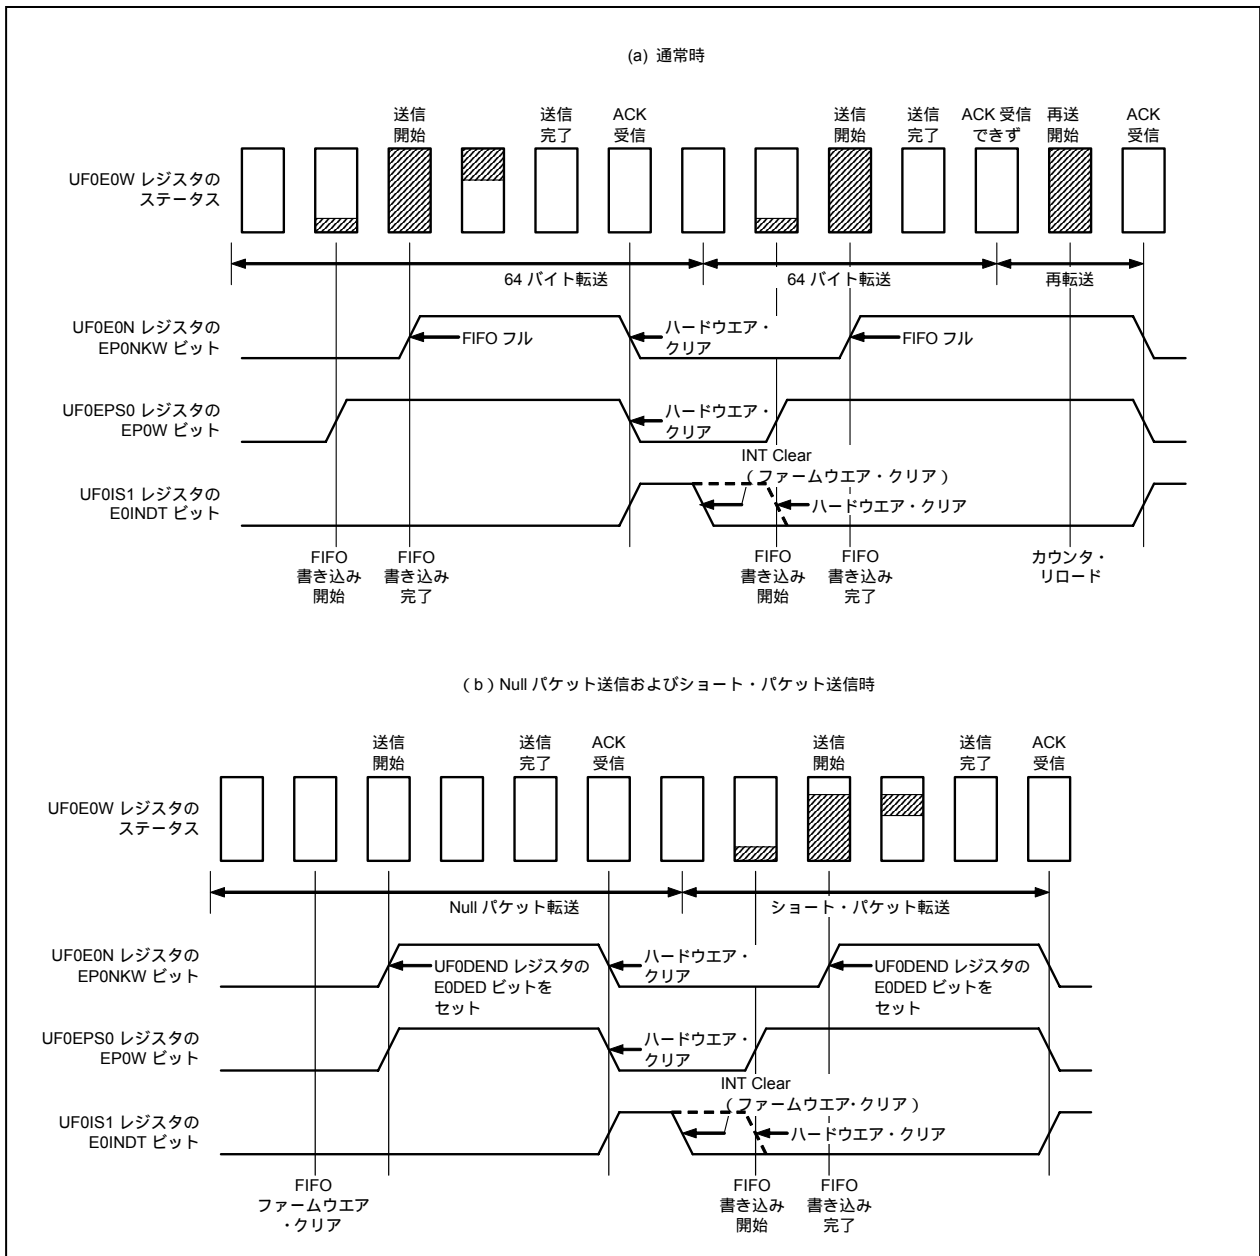 (a) 通常時
送信
開始
送信
完了
ACK
受信
送信
開始
送信
完了
ACK 受信
できず
再送
開始
ACK
受信
UF0E0W レジスタの
ステータス
64 バイト転送
64 バイト転送
再転送
UF0E0N レジスタの
EP0NKW ビット
FIFO フル
ハードウエア・
クリア
FIFO フル
UF0EPS0 レジスタの
EP0W ビット
ハードウエア・
クリア
INT Clear
(ファームウエア・クリア)
UF0IS1 レジスタの
E0INDT ビット
ハードウエア・クリア
FIFO
書き込み
開始
FIFO
書き込み
完了
FIFO
書き込み
開始
FIFO
書き込み
完了
カウンタ・
リロード
(b) Null パケット送信およびショート・パケット送信時
送信
開始
送信
完了
ACK
受信
送信
開始
送信
完了
ACK
受信
UF0E0W レジスタの
ステータス
Null パケット転送
ショート・パケット転送
UF0E0N レジスタの
EP0NKW ビット
UF0DEND レジスタの
E0DED ビットを
セット
ハードウエア・
クリア
UF0DEND レジスタの
E0DED ビットを
セット
UF0EPS0 レジスタの
EP0W ビット
ハードウエア・
クリア
INT Clear
(ファームウエア・クリア)
UF0IS1 レジスタの
E0INDT ビット
ハードウエア・クリア
FIFO
ファームウエア
・クリア
FIFO
書き込み
開始
FIFO
書き込み
完了